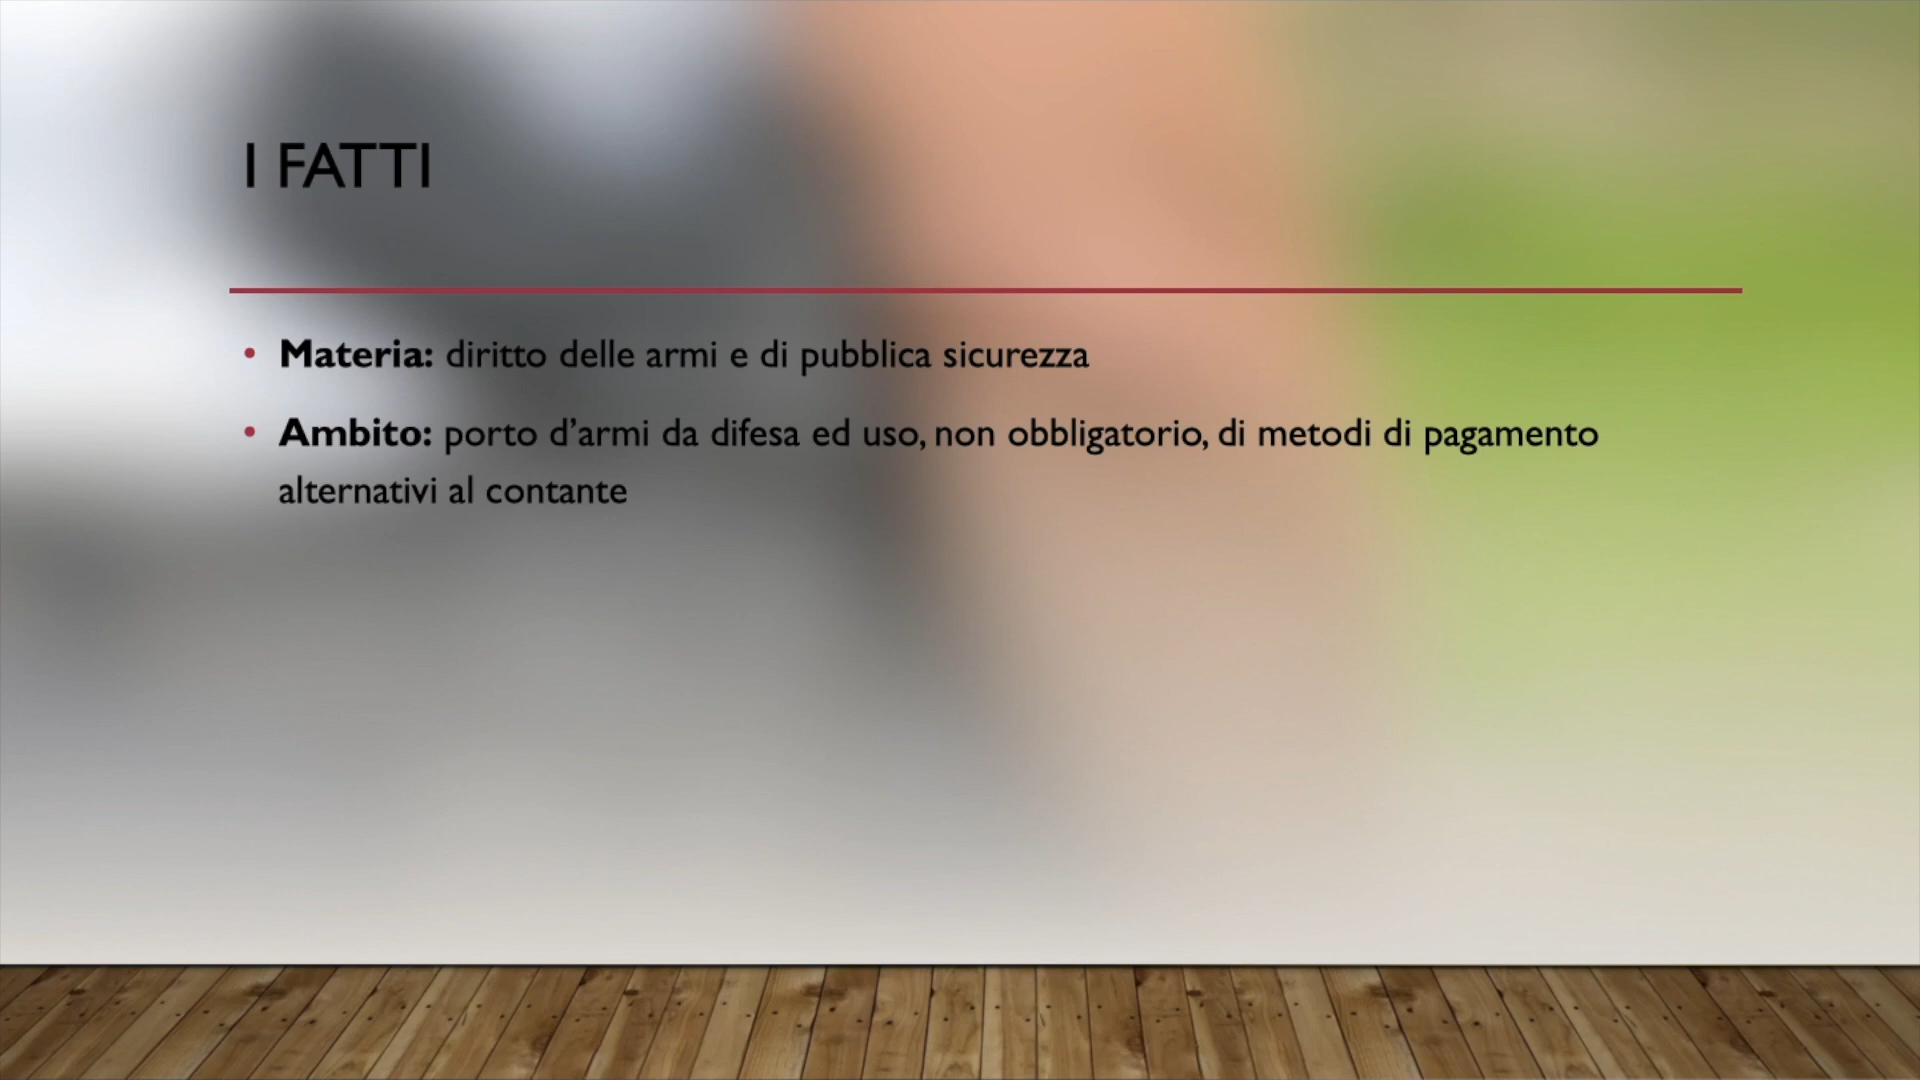 I FATTI
• Materia: diritto delle armi e di pubblica sicurezza
• Ambito: porto d’armi da difesa ed uso, non obbligatorio, di metodi di pagamento
alternativi al contante